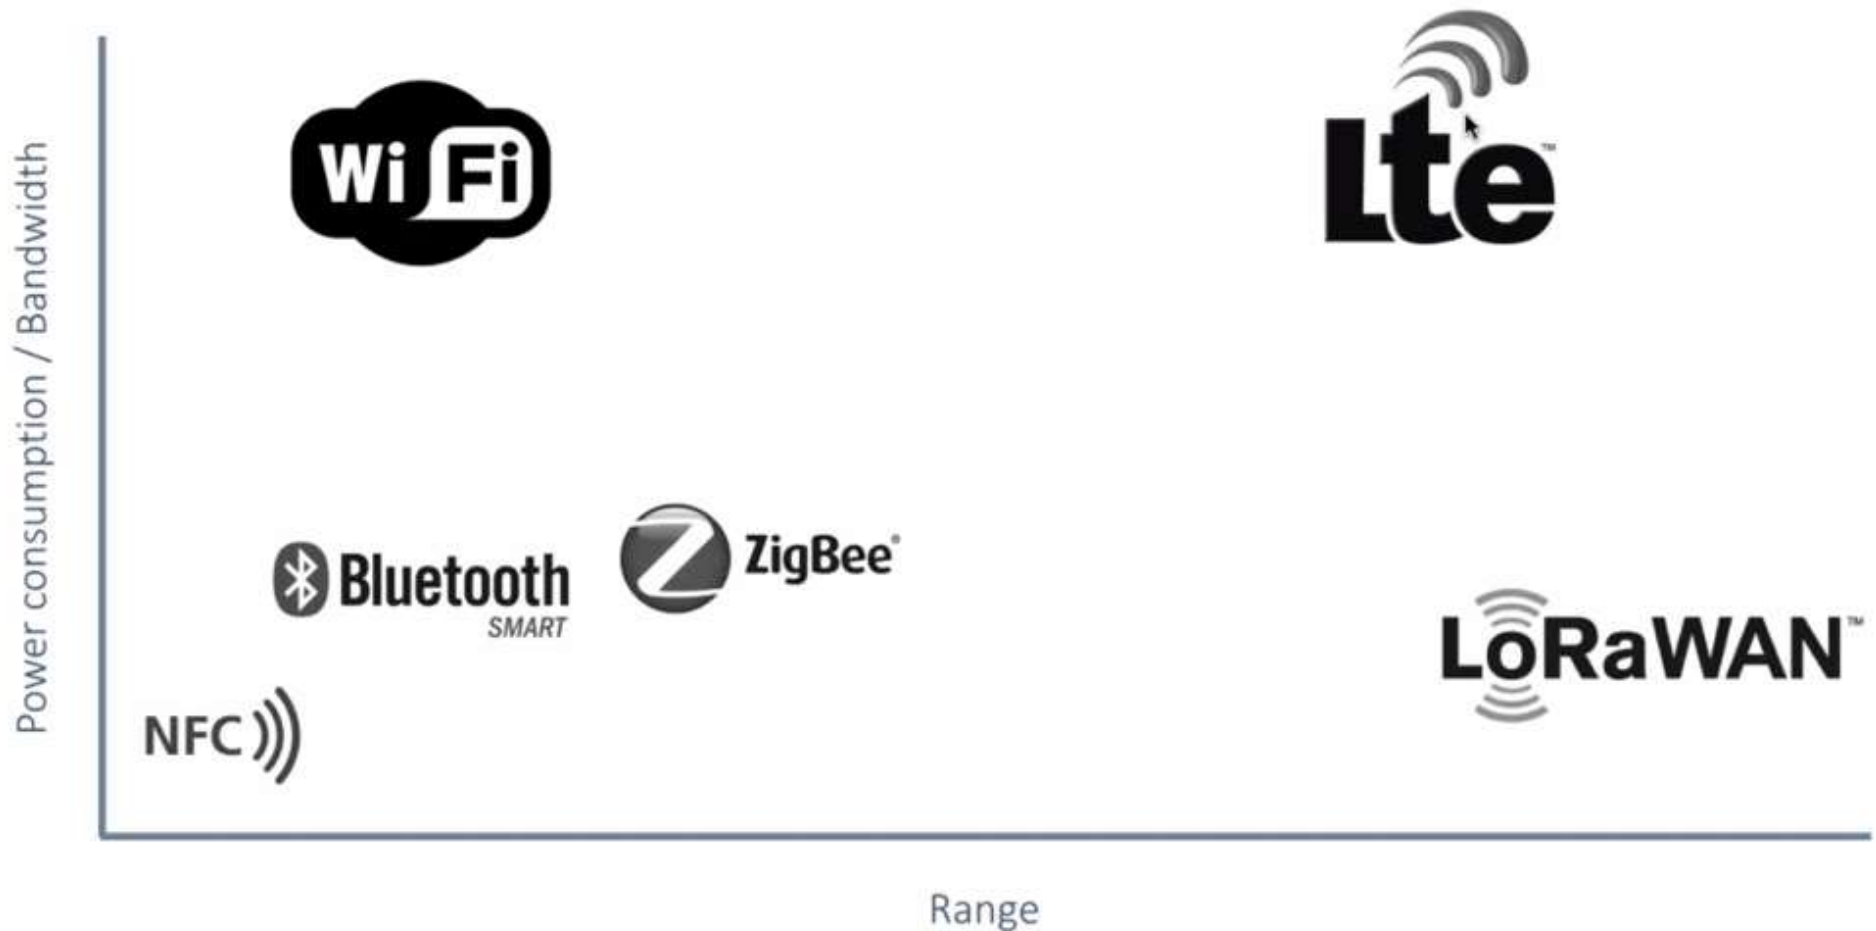 Power consumption / Bandwidth
Wi Fi
Lte™
Bluetooth
SMART
ZigBee®
LoRaWAN™
NFC
Range